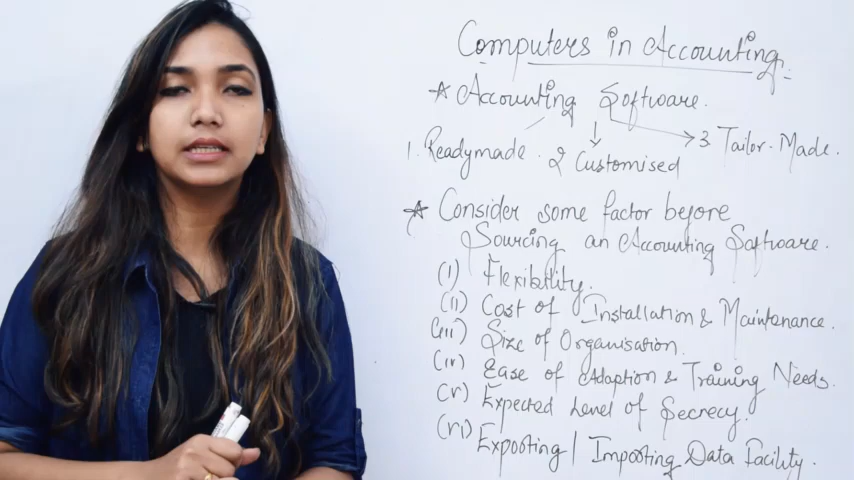 Computers in Accounting.
* Accounting Software.
1. Readymade. 2 Customised 3 Tailor-Made.
* Consider some factor before
Sourcing an Accounting Software.
(i) Flexibility.
(ii) Cost of Installation & Maintenance.
(iii) Size of Organisation.
(iv) Ease of Adaption & Training Needs.
(v) Expected Level of Secrecy.
(vi) Exporting / Importing Data Facility.